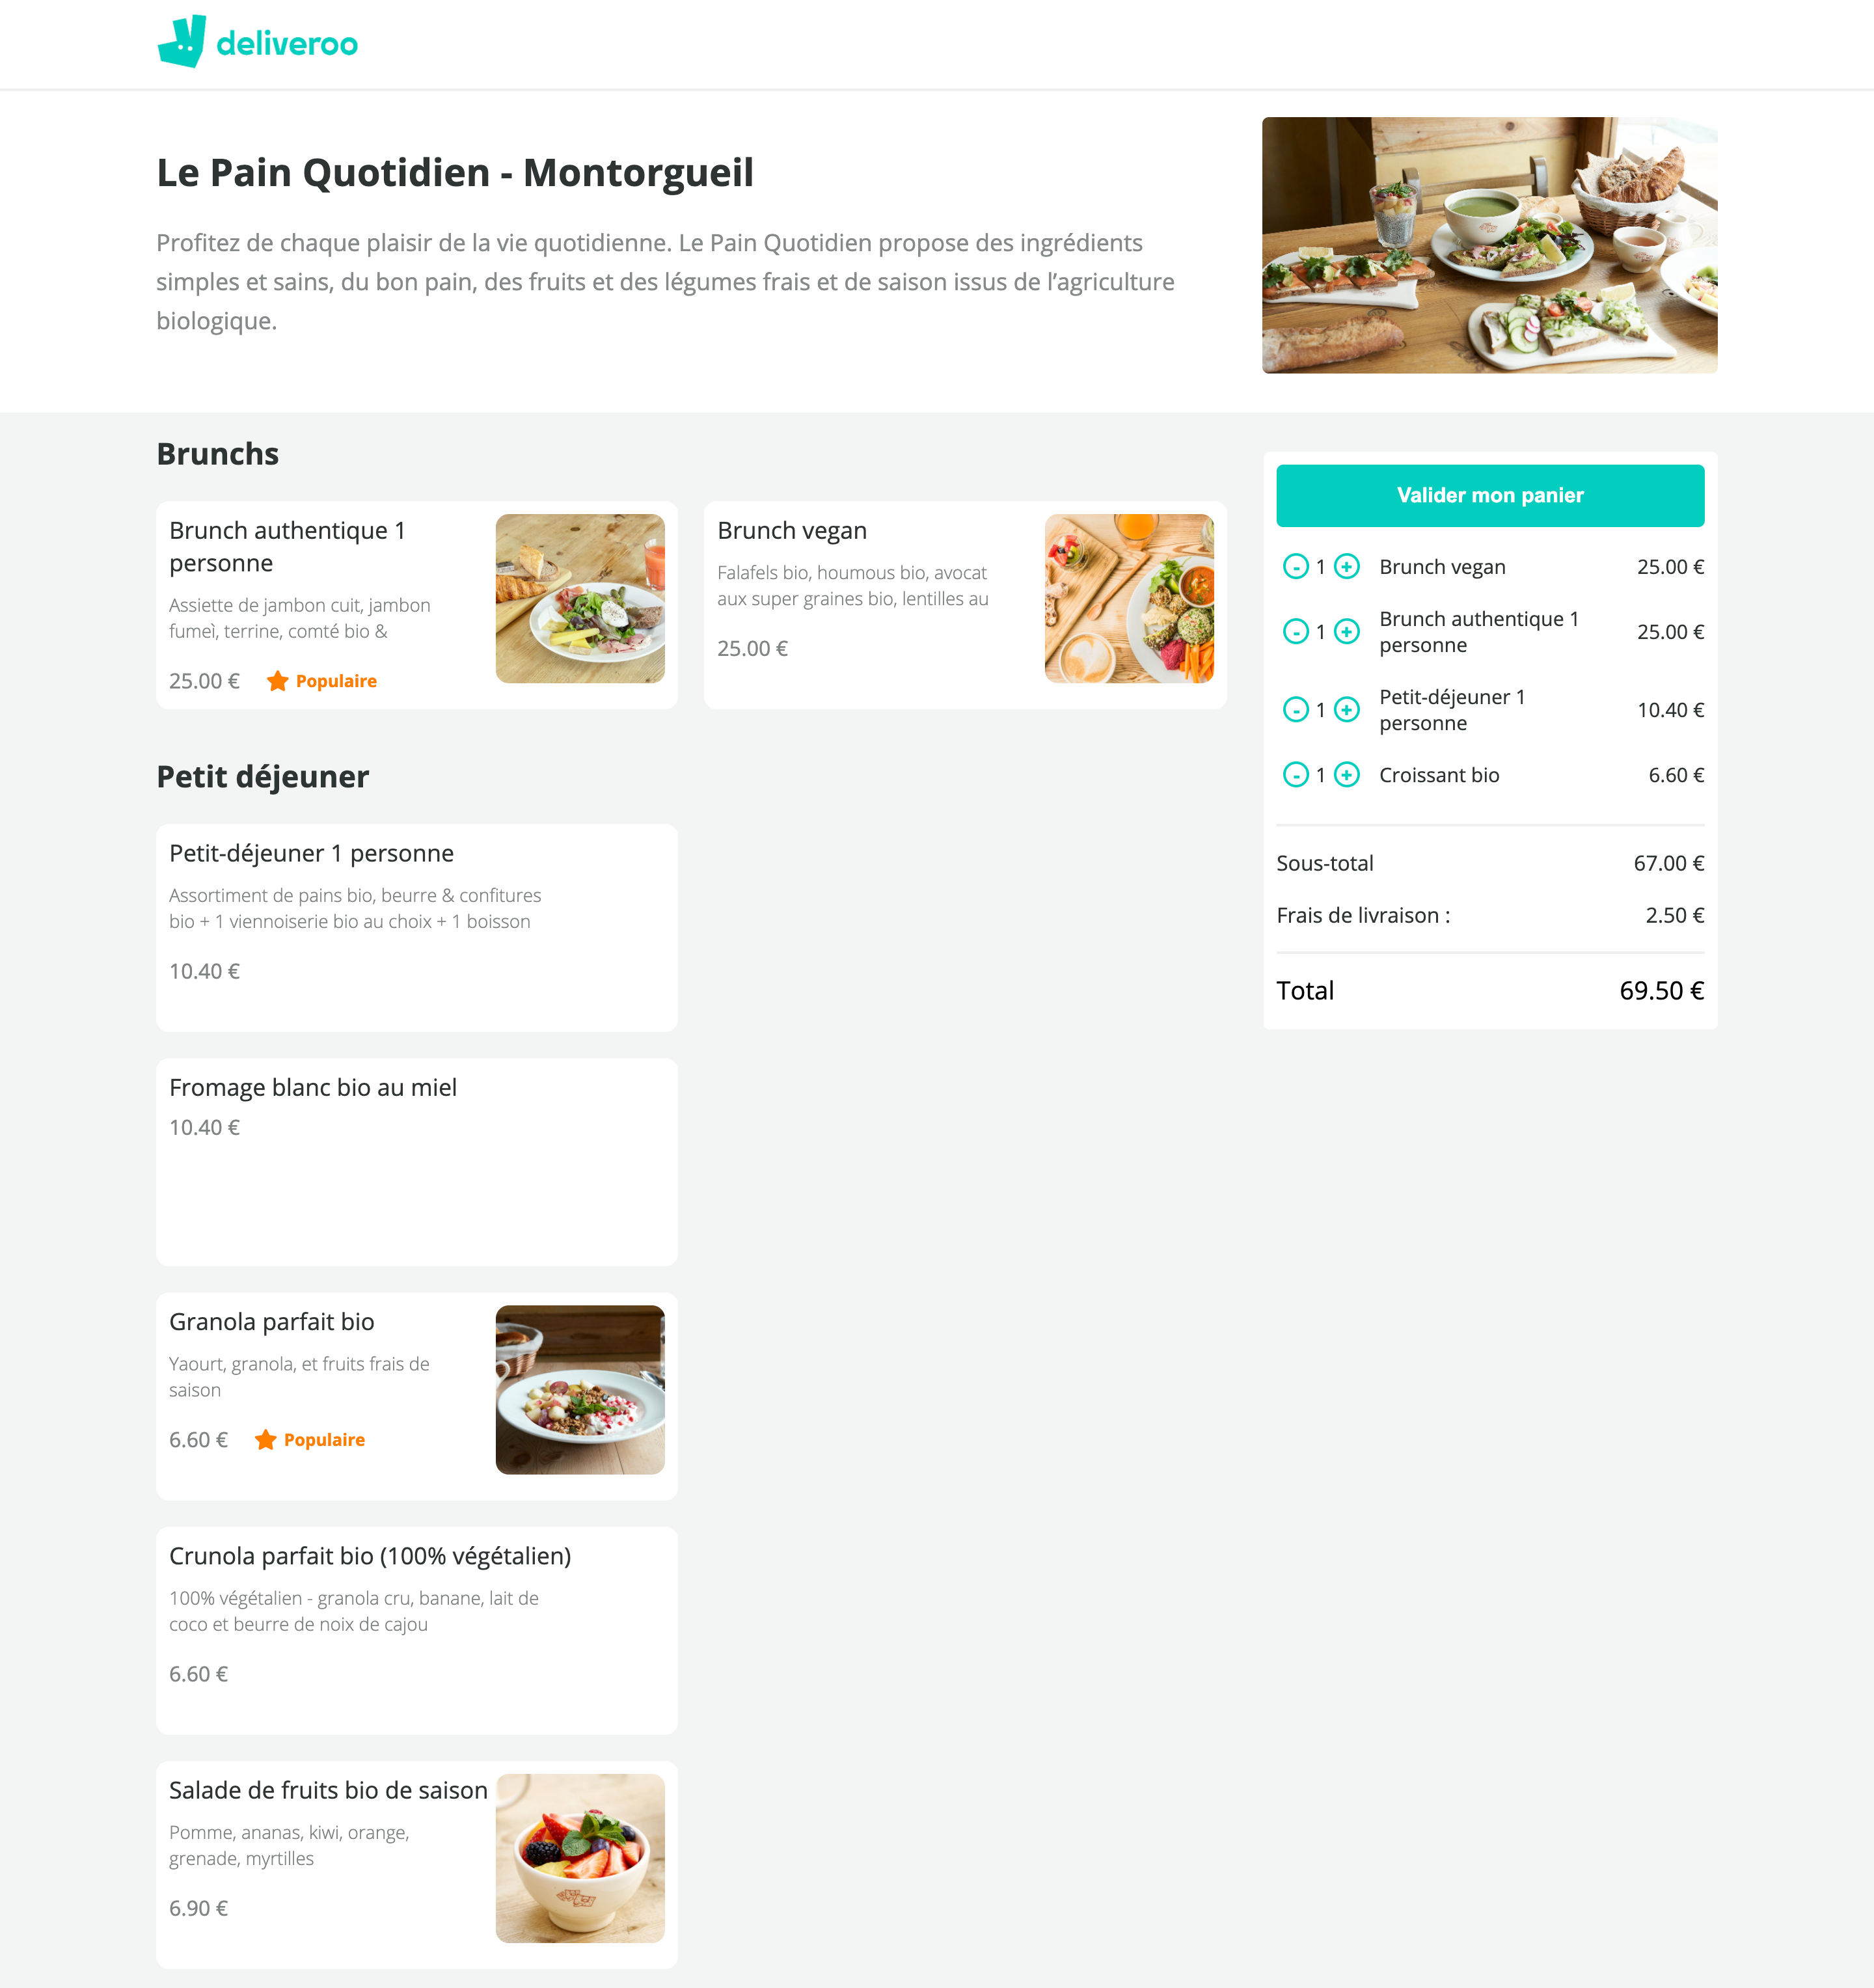 deliveroo
Le Pain Quotidien - Montorgueil
Profitez de chaque plaisir de la vie quotidienne. Le Pain Quotidien propose des ingrédients
simples et sains, du bon pain, des fruits et des légumes frais et de saison issus de l’agriculture
biologique.
Brunchs
Brunch authentique 1
personne
Assiette de jambon cuit, jambon
fumeì, terrine, comté bio &
25.00 €
Populaire
Brunch vegan
Falafels bio, houmous bio, avocat
aux super graines bio, lentilles au
25.00 €
Petit déjeuner
Petit-déjeuner 1 personne
Assortiment de pains bio, beurre & confitures
bio + 1 viennoiserie bio au choix + 1 boisson
10.40 €
Fromage blanc bio au miel
10.40 €
Granola parfait bio
Yaourt, granola, et fruits frais de
saison
6.60 €
Populaire
Crunola parfait bio (100% végétalien)
100% végétalien - granola cru, banane, lait de
coco et beurre de noix de cajou
6.60 €
Salade de fruits bio de saison
Pomme, ananas, kiwi, orange,
grenade, myrtilles
6.90 €
Valider mon panier
- 1 + Brunch vegan 25.00 €
- 1 + Brunch authentique 1
personne 25.00 €
- 1 + Petit-déjeuner 1
personne 10.40 €
- 1 + Croissant bio 6.60 €
Sous-total 67.00 €
Frais de livraison : 2.50 €
Total 69.50 €